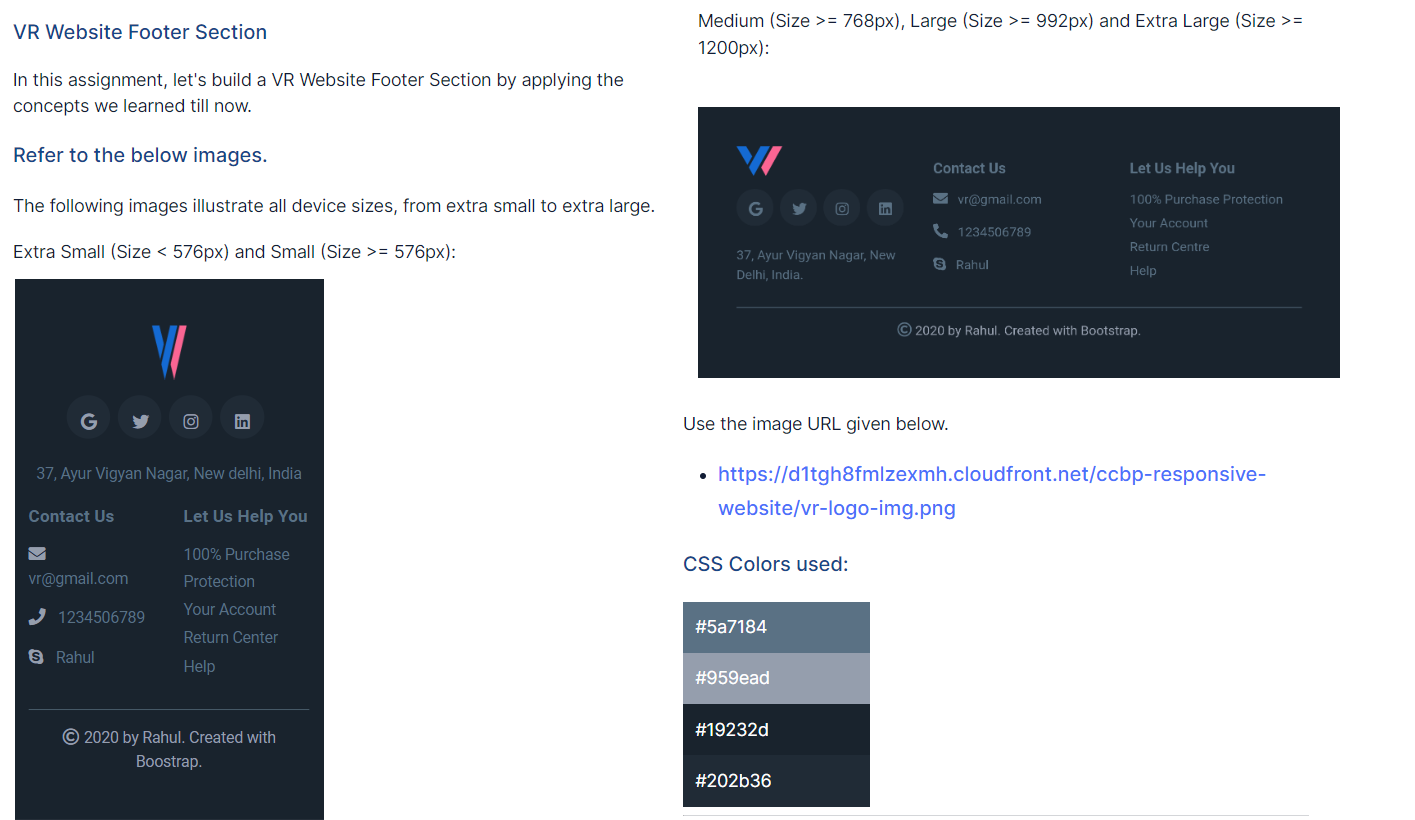 VR Website Footer Section
In this assignment, let's build a VR Website Footer Section by applying the
concepts we learned till now.
Refer to the below images.
The following images illustrate all device sizes, from extra small to extra large.
Extra Small (Size < 576px) and Small (Size >= 576px):
37, Ayur Vigyan Nagar, New delhi, India
Contact Us
vr@gmail.com
1234506789
Rahul
Let Us Help You
100% Purchase
Protection
Your Account
Return Center
Help
© 2020 by Rahul. Created with
Boostrap.
Medium (Size >= 768px), Large (Size >= 992px) and Extra Large (Size >=
1200px):
37, Ayur Vigyan Nagar, New
Delhi, India.
Contact Us
vr@gmail.com
1234506789
Rahul
Let Us Help You
100% Purchase Protection
Your Account
Return Centre
Help
© 2020 by Rahul. Created with Bootstrap.
Use the image URL given below.
• https://d1tgh8fmlzexmh.cloudfront.net/ccbp-responsive-
website/vr-logo-img.png
CSS Colors used:
#5a7184
#959ead
#19232d
#202b36